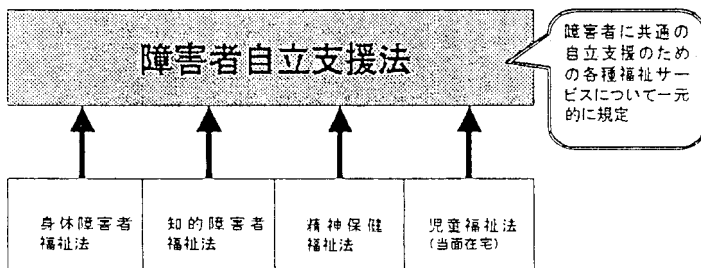 障害者自立支援法
障害者に共通の
自立支援のため
の各種福祉サー
ビスについて一元
的に規定
身体障害者
福祉法
知的障害者
福祉法
精神保健
福祉法
児童福祉法
(当面在宅)